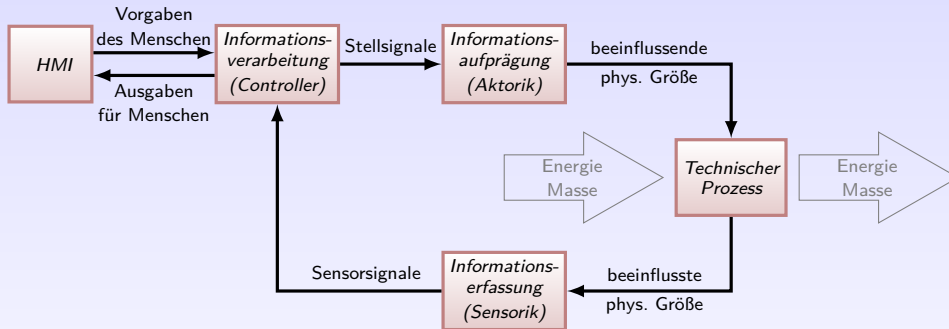 Vorgaben
des Menschen
HMI
Ausgaben
für Menschen
Informations-
verarbeitung
(Controller)
Stellsignale
Informations-
aufprägung
(Aktorik)
beeinflussende
phys. Größe
Energie
Masse
Technischer
Prozess
Energie
Masse
Sensorsignale
Informations-
erfassung
(Sensorik)
beeinflusste
phys. Größe